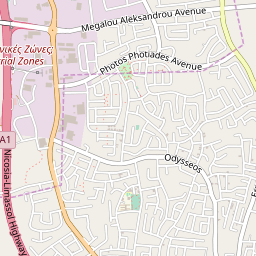 Megalou Aleksandrou Avenue
νικές Ζώνες;
rial Zones
Photos Photiades Avenue
A1
Nicosia-Limassol Highway
Odysseos